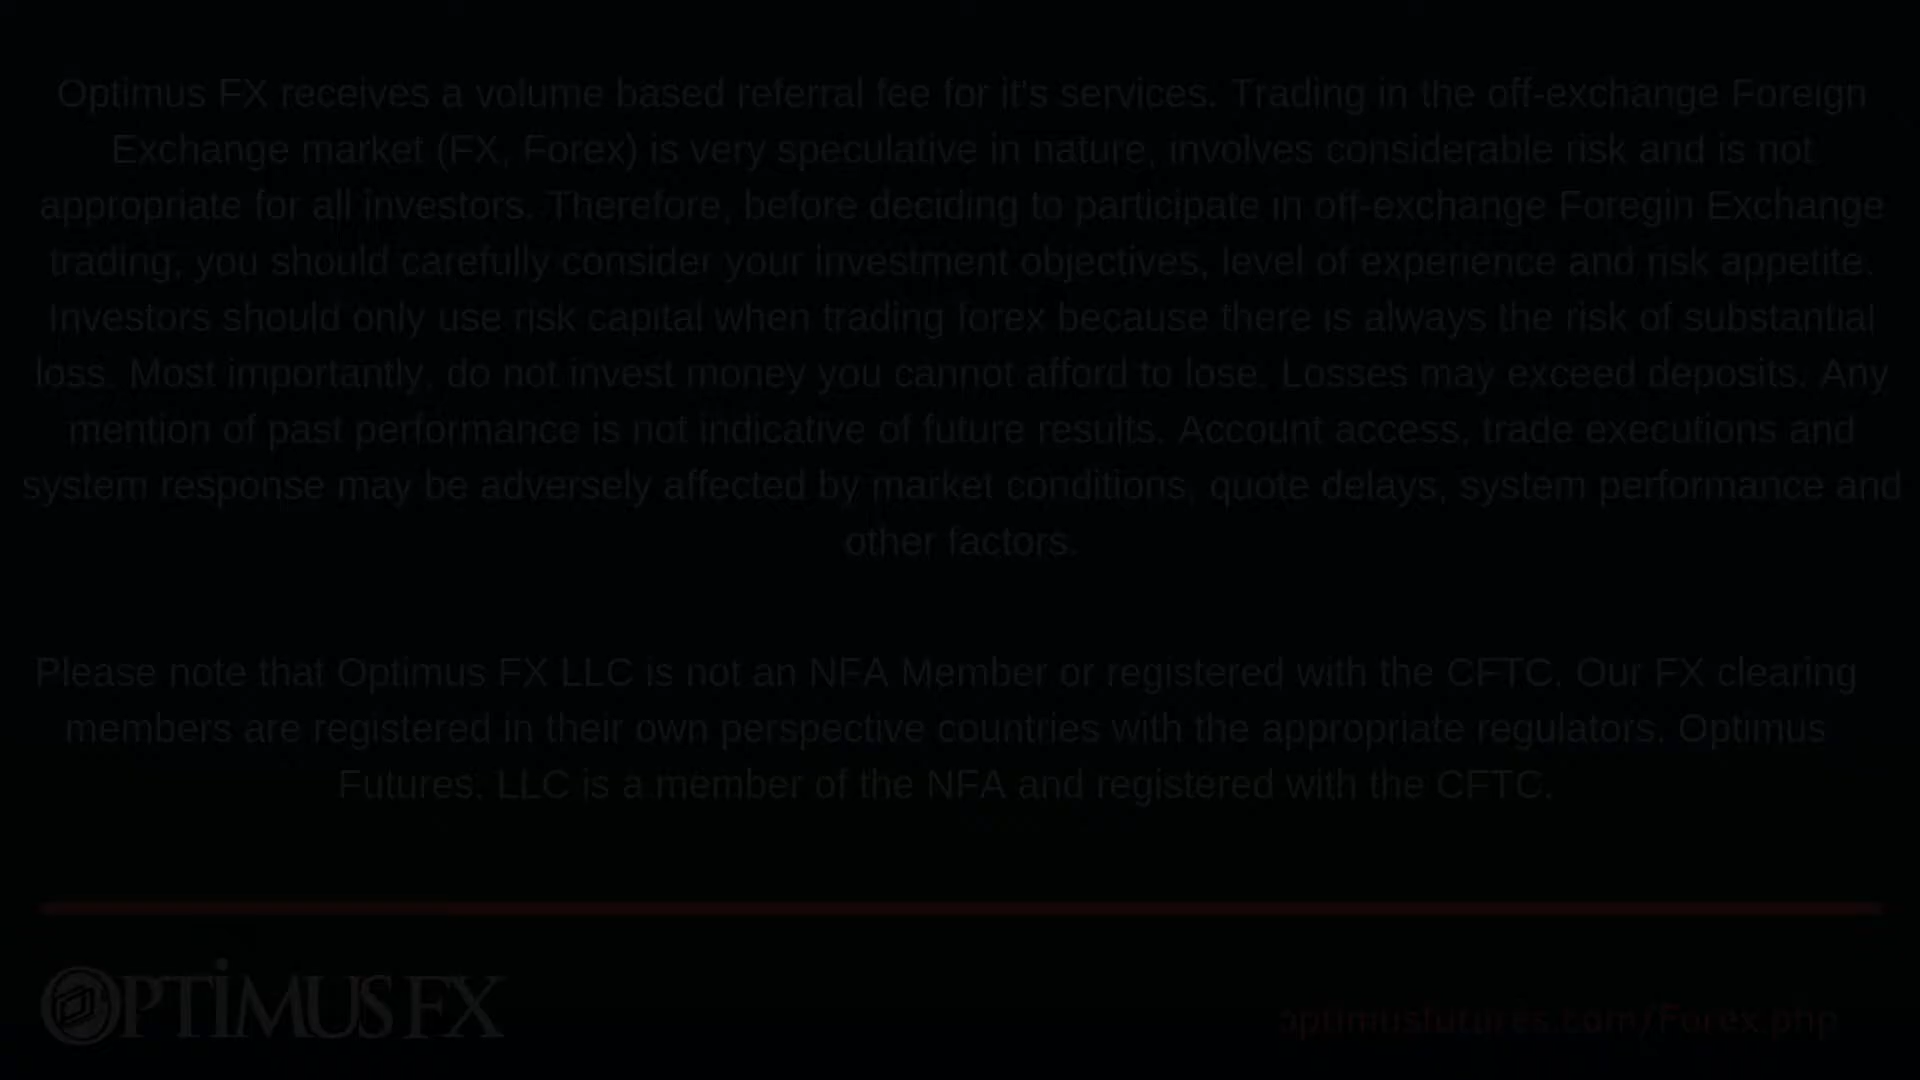 Optimus FX receives a volume based referral fee for it's services. Trading in the off-exchange Foreign
Exchange market (FX, Forex) is very speculative in nature, involves considerable risk and is not
appropriate for all investors. Therefore, before deciding to participate in off-exchange Foregin Exchange
trading, you should carefully consider your investment objectives, level of experience and risk appetite.
Investors should only use risk capital when trading forex because there is always the risk of substantial
loss. Most importantly, do not invest money you cannot afford to lose. Losses may exceed deposits. Any
mention of past performance is not indicative of future results. Account access, trade executions and
system response may be adversely affected by market conditions, quote delays, system performance and
other factors.
Please note that Optimus FX LLC is not an NFA Member or registered with the CFTC. Our FX clearing
members are registered in their own perspective countries with the appropriate regulators. Optimus
Futures. LLC is a member of the NFA and registered with the CFTC.
OPTIMUS FX
optimusfutures.com/Forex.php